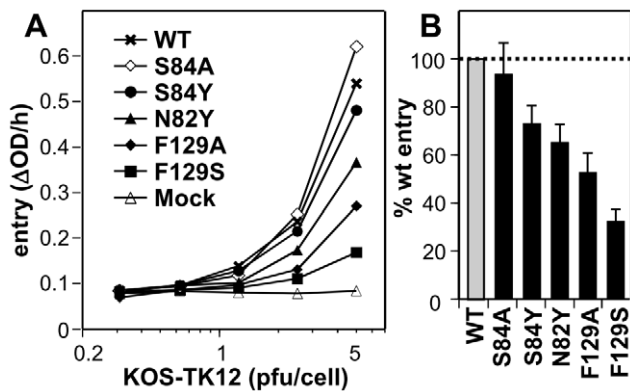 A
WT
S84A
S84Y
N82Y
F129A
F129S
Mock
entry (ΔOD/h)
0.6
0.5
0.4
0.3
0.2
0.1
0
0.2
1
5
KOS-TK12 (pfu/cell)
B
% wt entry
100
80
60
40
20
0
WT
S84A
S84Y
N82Y
F129A
F129S